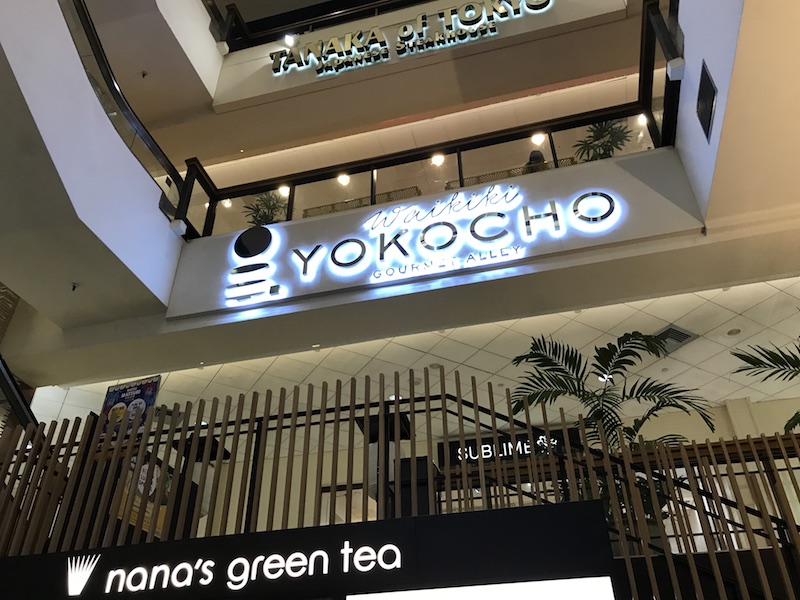 TANAKA of TOKYO
JAPANESE STEAKHOUSE
Waikiki
YOKOCHO
GOURMET ALLEY
SUBLIME
nana's green tea